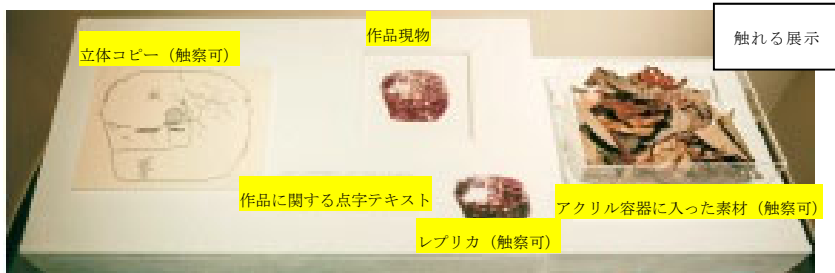 触れる展示
作品現物
立体コピー（触察可）
作品に関する点字テキスト
アクリル容器に入った素材（触察可）
レプリカ（触察可）